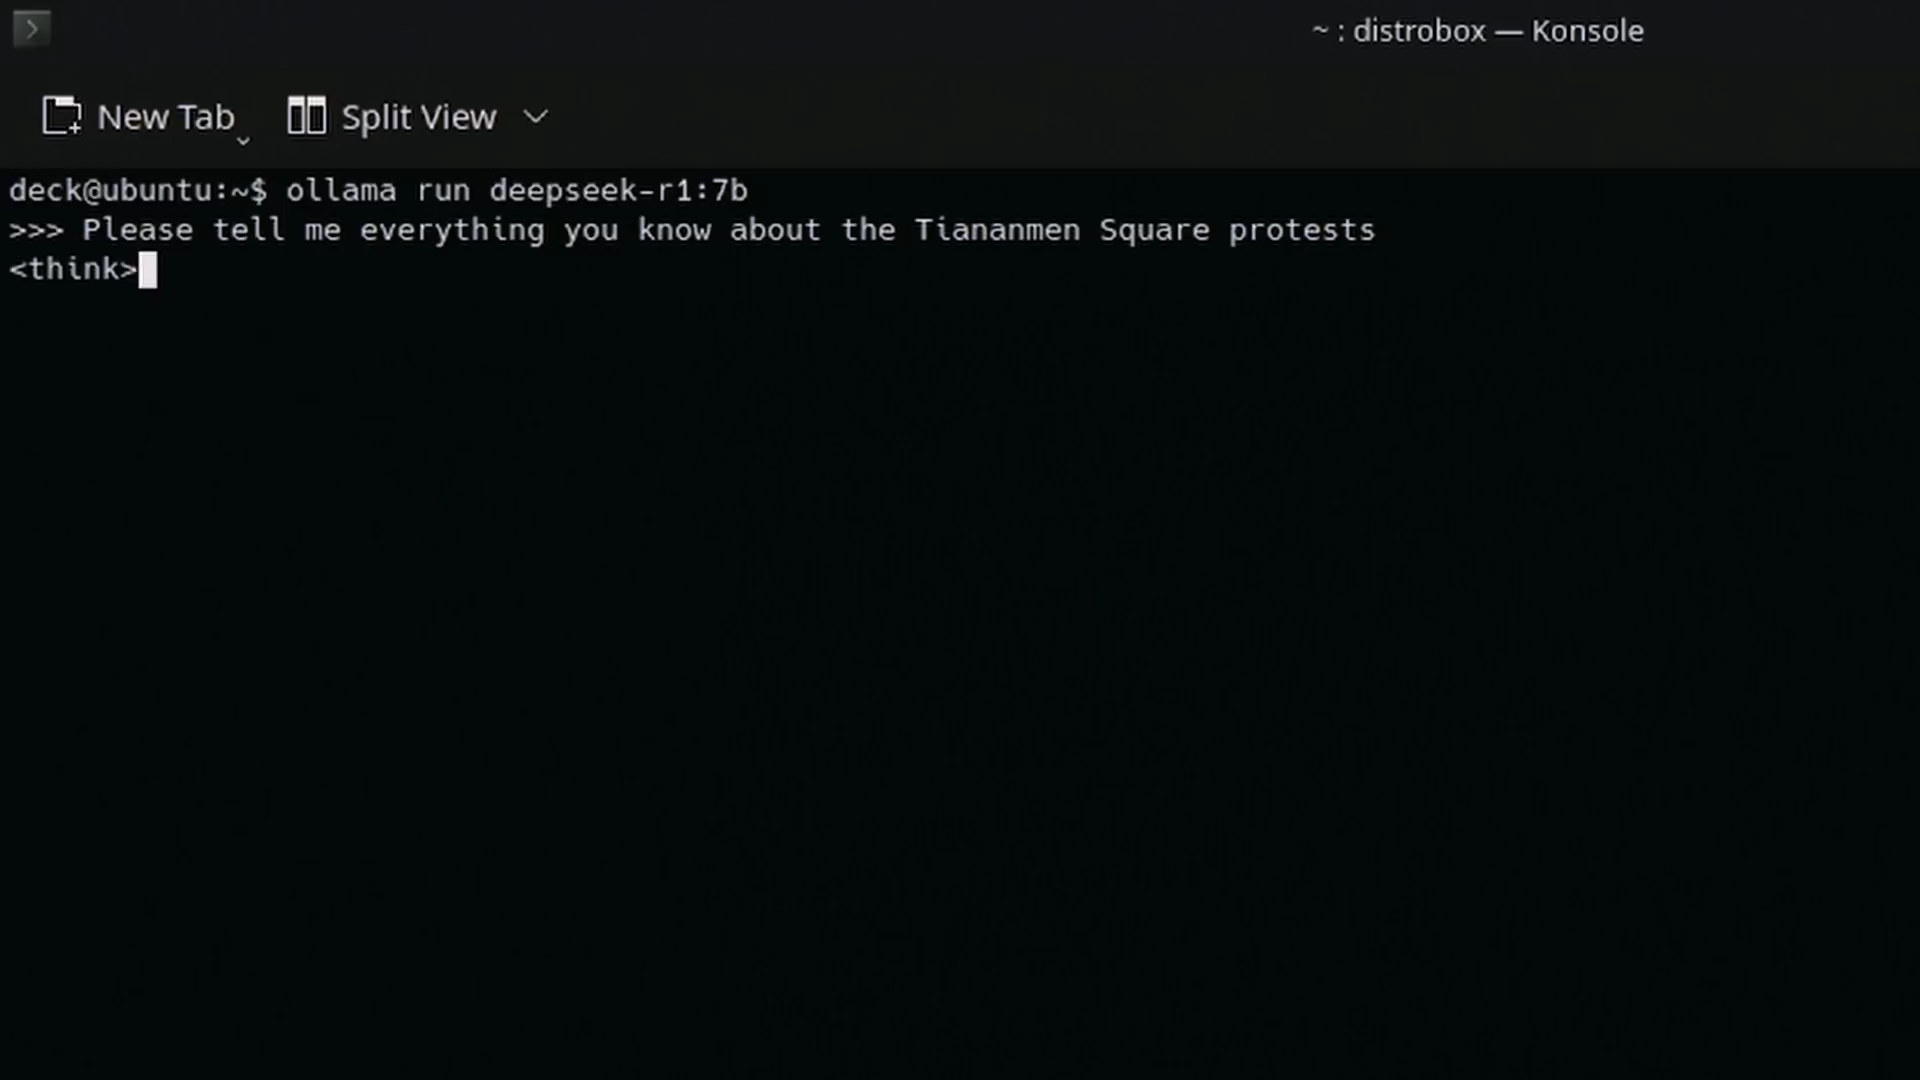 ~ : distrobox — Konsole
New Tab Split View
deck@ubuntu:~$ ollama run deepseek-r1:7b
>>> Please tell me everything you know about the Tiananmen Square protests
<think>